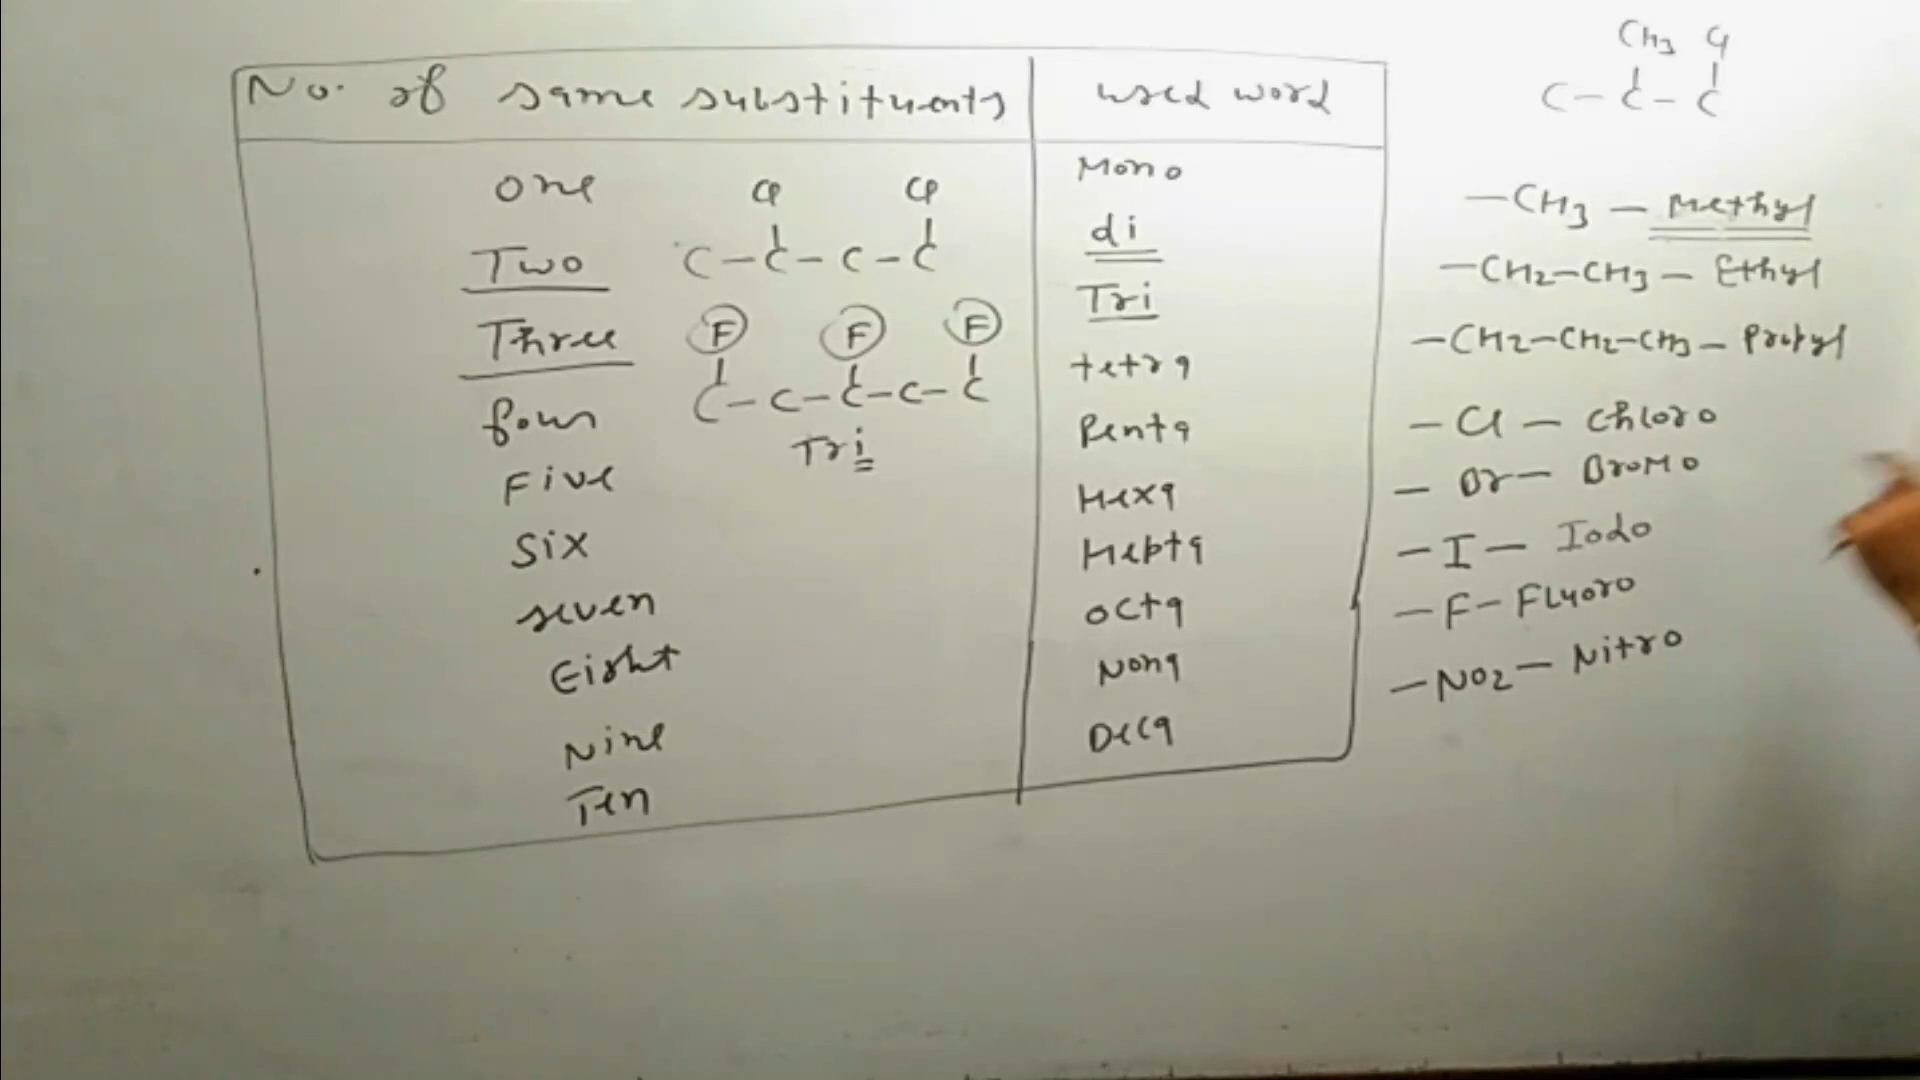 No. of same substituents used word
one Mono
Two di
Three Tri
four tetra
Five Penta
Six Hexa
seven Hepta
Eight octa
Nine Nona
Ten Deca
Cl Cl
C-C-C-C
F F F
C-C-C-C-C
Tri
CH3 Cl
C-C-C
-CH3 - Methyl
-CH2-CH3 - Ethyl
-CH2-CH2-CH3 - Propyl
-Cl - chloro
-Br - BroMo
-I - Iodo
-F - Fluoro
-NO2 - Nitro